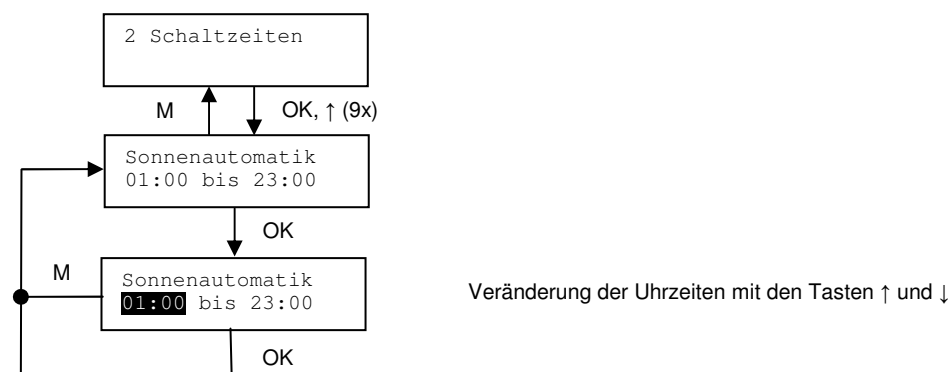 2 Schaltzeiten
M
OK, ↑ (9x)
Sonnenautomatik
01:00 bis 23:00
OK
M
Sonnenautomatik
01:00 bis 23:00
Veränderung der Uhrzeiten mit den Tasten ↑ und ↓
OK